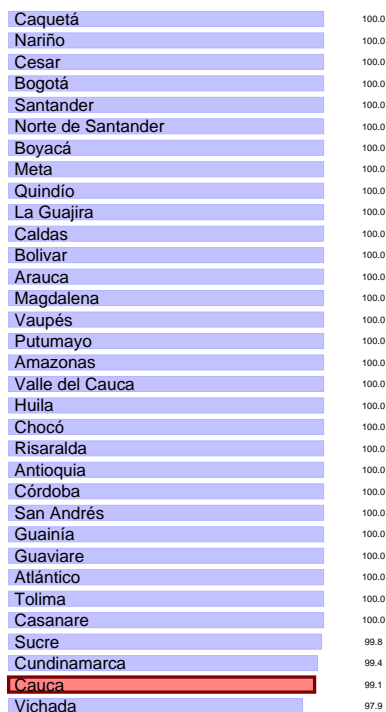 Caquetá 100.0
Nariño 100.0
Cesar 100.0
Bogotá 100.0
Santander 100.0
Norte de Santander 100.0
Boyacá 100.0
Meta 100.0
Quindío 100.0
La Guajira 100.0
Caldas 100.0
Bolivar 100.0
Arauca 100.0
Magdalena 100.0
Vaupés 100.0
Putumayo 100.0
Amazonas 100.0
Valle del Cauca 100.0
Huila 100.0
Chocó 100.0
Risaralda 100.0
Antioquia 100.0
Córdoba 100.0
San Andrés 100.0
Guainía 100.0
Guaviare 100.0
Atlántico 100.0
Tolima 100.0
Casanare 100.0
Sucre 99.8
Cundinamarca 99.4
Cauca 99.1
Vichada 97.9